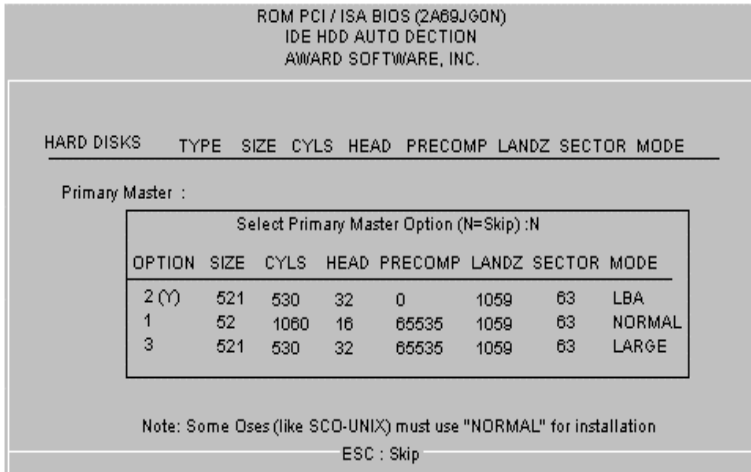 ROM PCI / ISA BIOS (2A69JG0N)
IDE HDD AUTO DECTION
AWARD SOFTWARE, INC.
HARD DISKS TYPE SIZE CYLS HEAD PRECOMP LANDZ SECTOR MODE
Primary Master :
Select Primary Master Option (N=Skip) :N
OPTION SIZE CYLS HEAD PRECOMP LANDZ SECTOR MODE
2 (Y) 521 530 32 0 1059 63 LBA
1 52 1060 16 65535 1059 63 NORMAL
3 521 530 32 65535 1059 63 LARGE
Note: Some Oses (like SCO-UNIX) must use "NORMAL" for installation
ESC : Skip